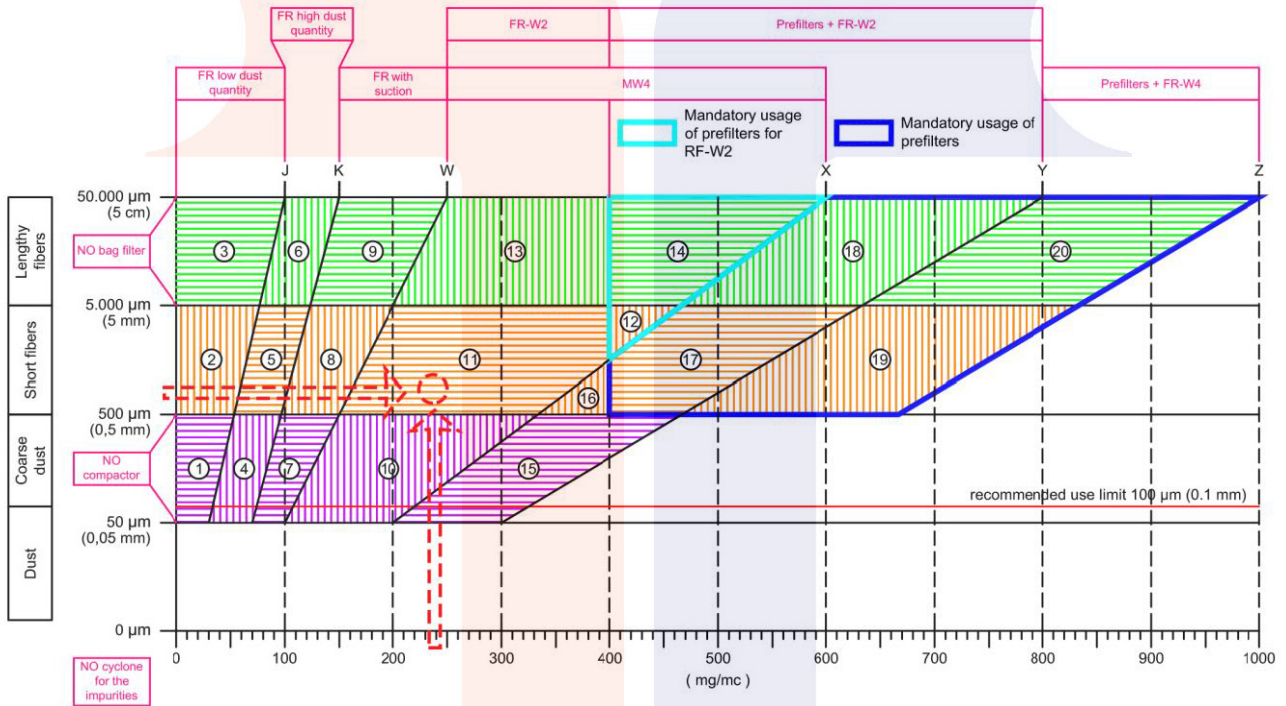 FR high dust
quantity
FR-W2
Prefilters + FR-W2
FR low dust
quantity
FR with
suction
MW4
Prefilters + FR-W4
Mandatory usage
of prefilters for
RF-W2
Mandatory usage of
prefilters
J
K
W
X
Y
Z
50.000 µm
(5 cm)
Lengthy
fibers
NO bag filter
3
6
9
13
14
18
20
5.000 µm
(5 mm)
Short fibers
2
5
8
11
12
16
17
19
500 µm
(0,5 mm)
Coarse
dust
NO
compactor
1
4
7
10
15
recommended use limit 100 µm (0.1 mm)
50 µm
(0,05 mm)
Dust
0 µm
0
100
200
300
400
500
600
700
800
900
1000
( mg/mc )
NO cyclone
for the
impurities